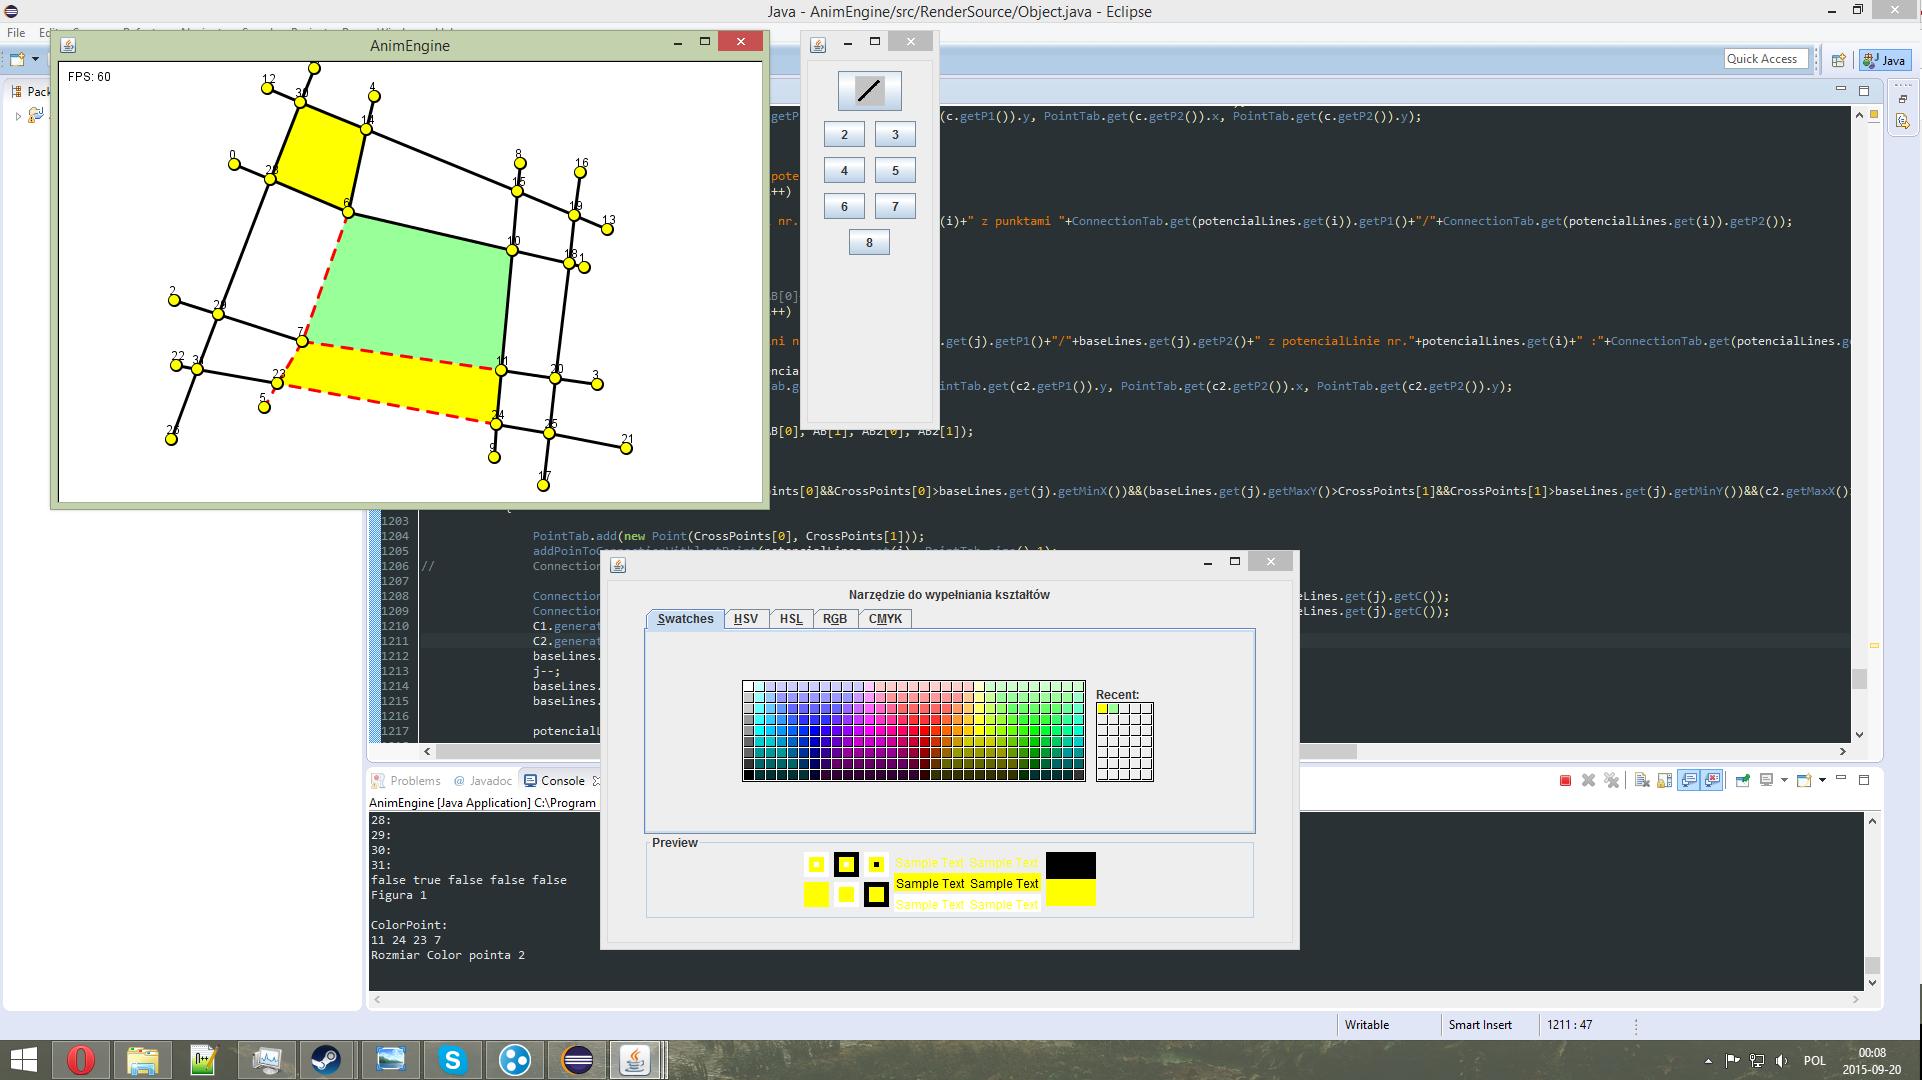 Java - AnimEngine/src/RenderSource/Object.java - Eclipse
File
AnimEngine
Quick Access
Java
FPS: 60
12
30
4
14
0
28
6
8
15
16
19
13
10
18
1
2
29
7
22
31
23
5
11
20
3
24
25
26
9
21
17
2 3
4 5
6 7
8
Pack
(c.getP1()).y, PointTab.get(c.getP2()).x, PointTab.get(c.getP2()).y);
++)
(i)+" z punktami "+ConnectionTab.get(potencialLines.get(i)).getP1()+"/"+ConnectionTab.get(potencialLines.get(i)).getP2());
AB[0]
++)
.get(j).getP1()+"/"+baseLines.get(j).getP2()+" z potencialLinie nr."+potencialLines.get(i)+" :"+ConnectionTab.get(potencialLines.ge
intTab.get(c2.getP1()).y, PointTab.get(c2.getP2()).x, PointTab.get(c2.getP2()).y);
AB[0], AB[1], AB2[0], AB2[1]);
ints[0]&&CrossPoints[0]>baseLines.get(j).getMinX())&&(baseLines.get(j).getMaxY()>CrossPoints[1]&&CrossPoints[1]>baseLines.get(j).getMinY())&&(c2.getMaxX()
1203 {
1204 PointTab.add(new Point(CrossPoints[0], CrossPoints[1]));
1205
1206 // Connection
1207
1208 Connection eLines.get(j).getC());
1209 Connection eLines.get(j).getC());
1210 C1.generat
1211 C2.generat
1212 baseLines.
1213 j--;
1214 baseLines.
1215 baseLines.
1216
potencialL
Narzędzie do wypełniania kształtów
Swatches HSV HSL RGB CMYK
Recent:
Preview
Sample Text Sample Text
Sample Text Sample Text
Sample Text Sample Text
Problems Javadoc Console
AnimEngine [Java Application] C:\Program
28:
29:
30:
31:
false true false false false
Figura 1
ColorPoint:
11 24 23 7
Rozmiar Color pointa 2
Writable Smart Insert 1211 : 47
POL
00:08
2015-09-20